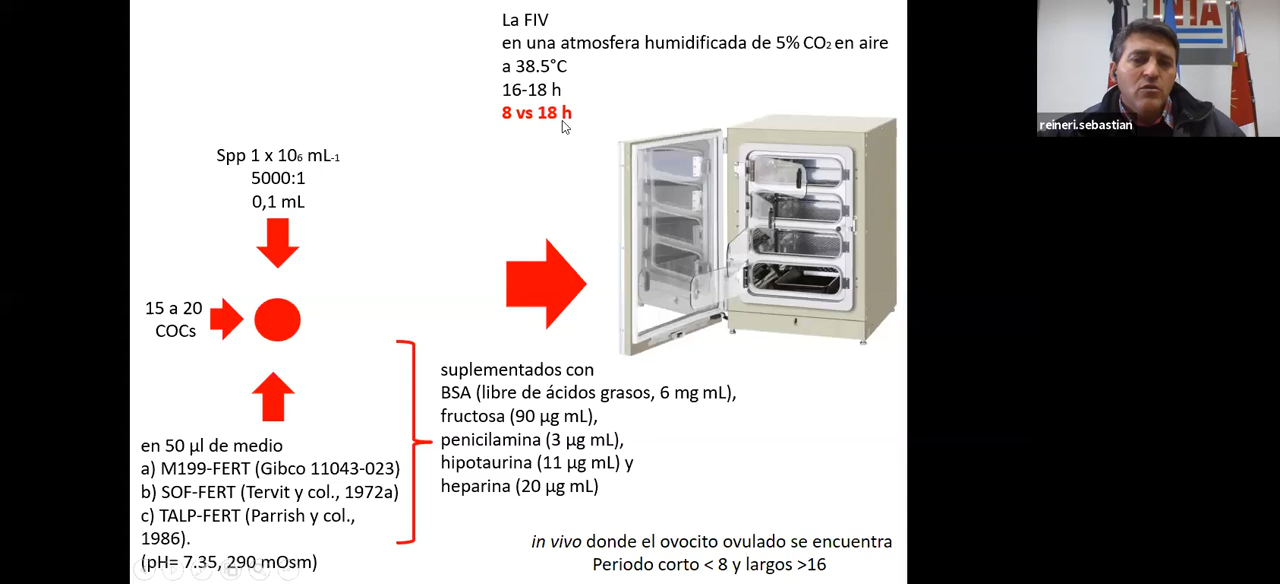 La FIV
en una atmosfera humidificada de 5% CO2 en aire
a 38.5°C
16-18 h
8 vs 18 h
INTA
reineri.sebastian
Spp 1 x 106 mL-1
5000:1
0,1 mL
15 a 20
COCs
en 50 µl de medio
a) M199-FERT (Gibco 11043-023)
b) SOF-FERT (Tervit y col., 1972a)
c) TALP-FERT (Parrish y col.,
1986).
(pH= 7.35, 290 mOsm)
suplementados con
BSA (libre de ácidos grasos, 6 mg mL),
fructosa (90 µg mL),
penicilamina (3 µg mL),
hipotaurina (11 µg mL) y
heparina (20 µg mL)
in vivo donde el ovocito ovulado se encuentra
Periodo corto < 8 y largos >16